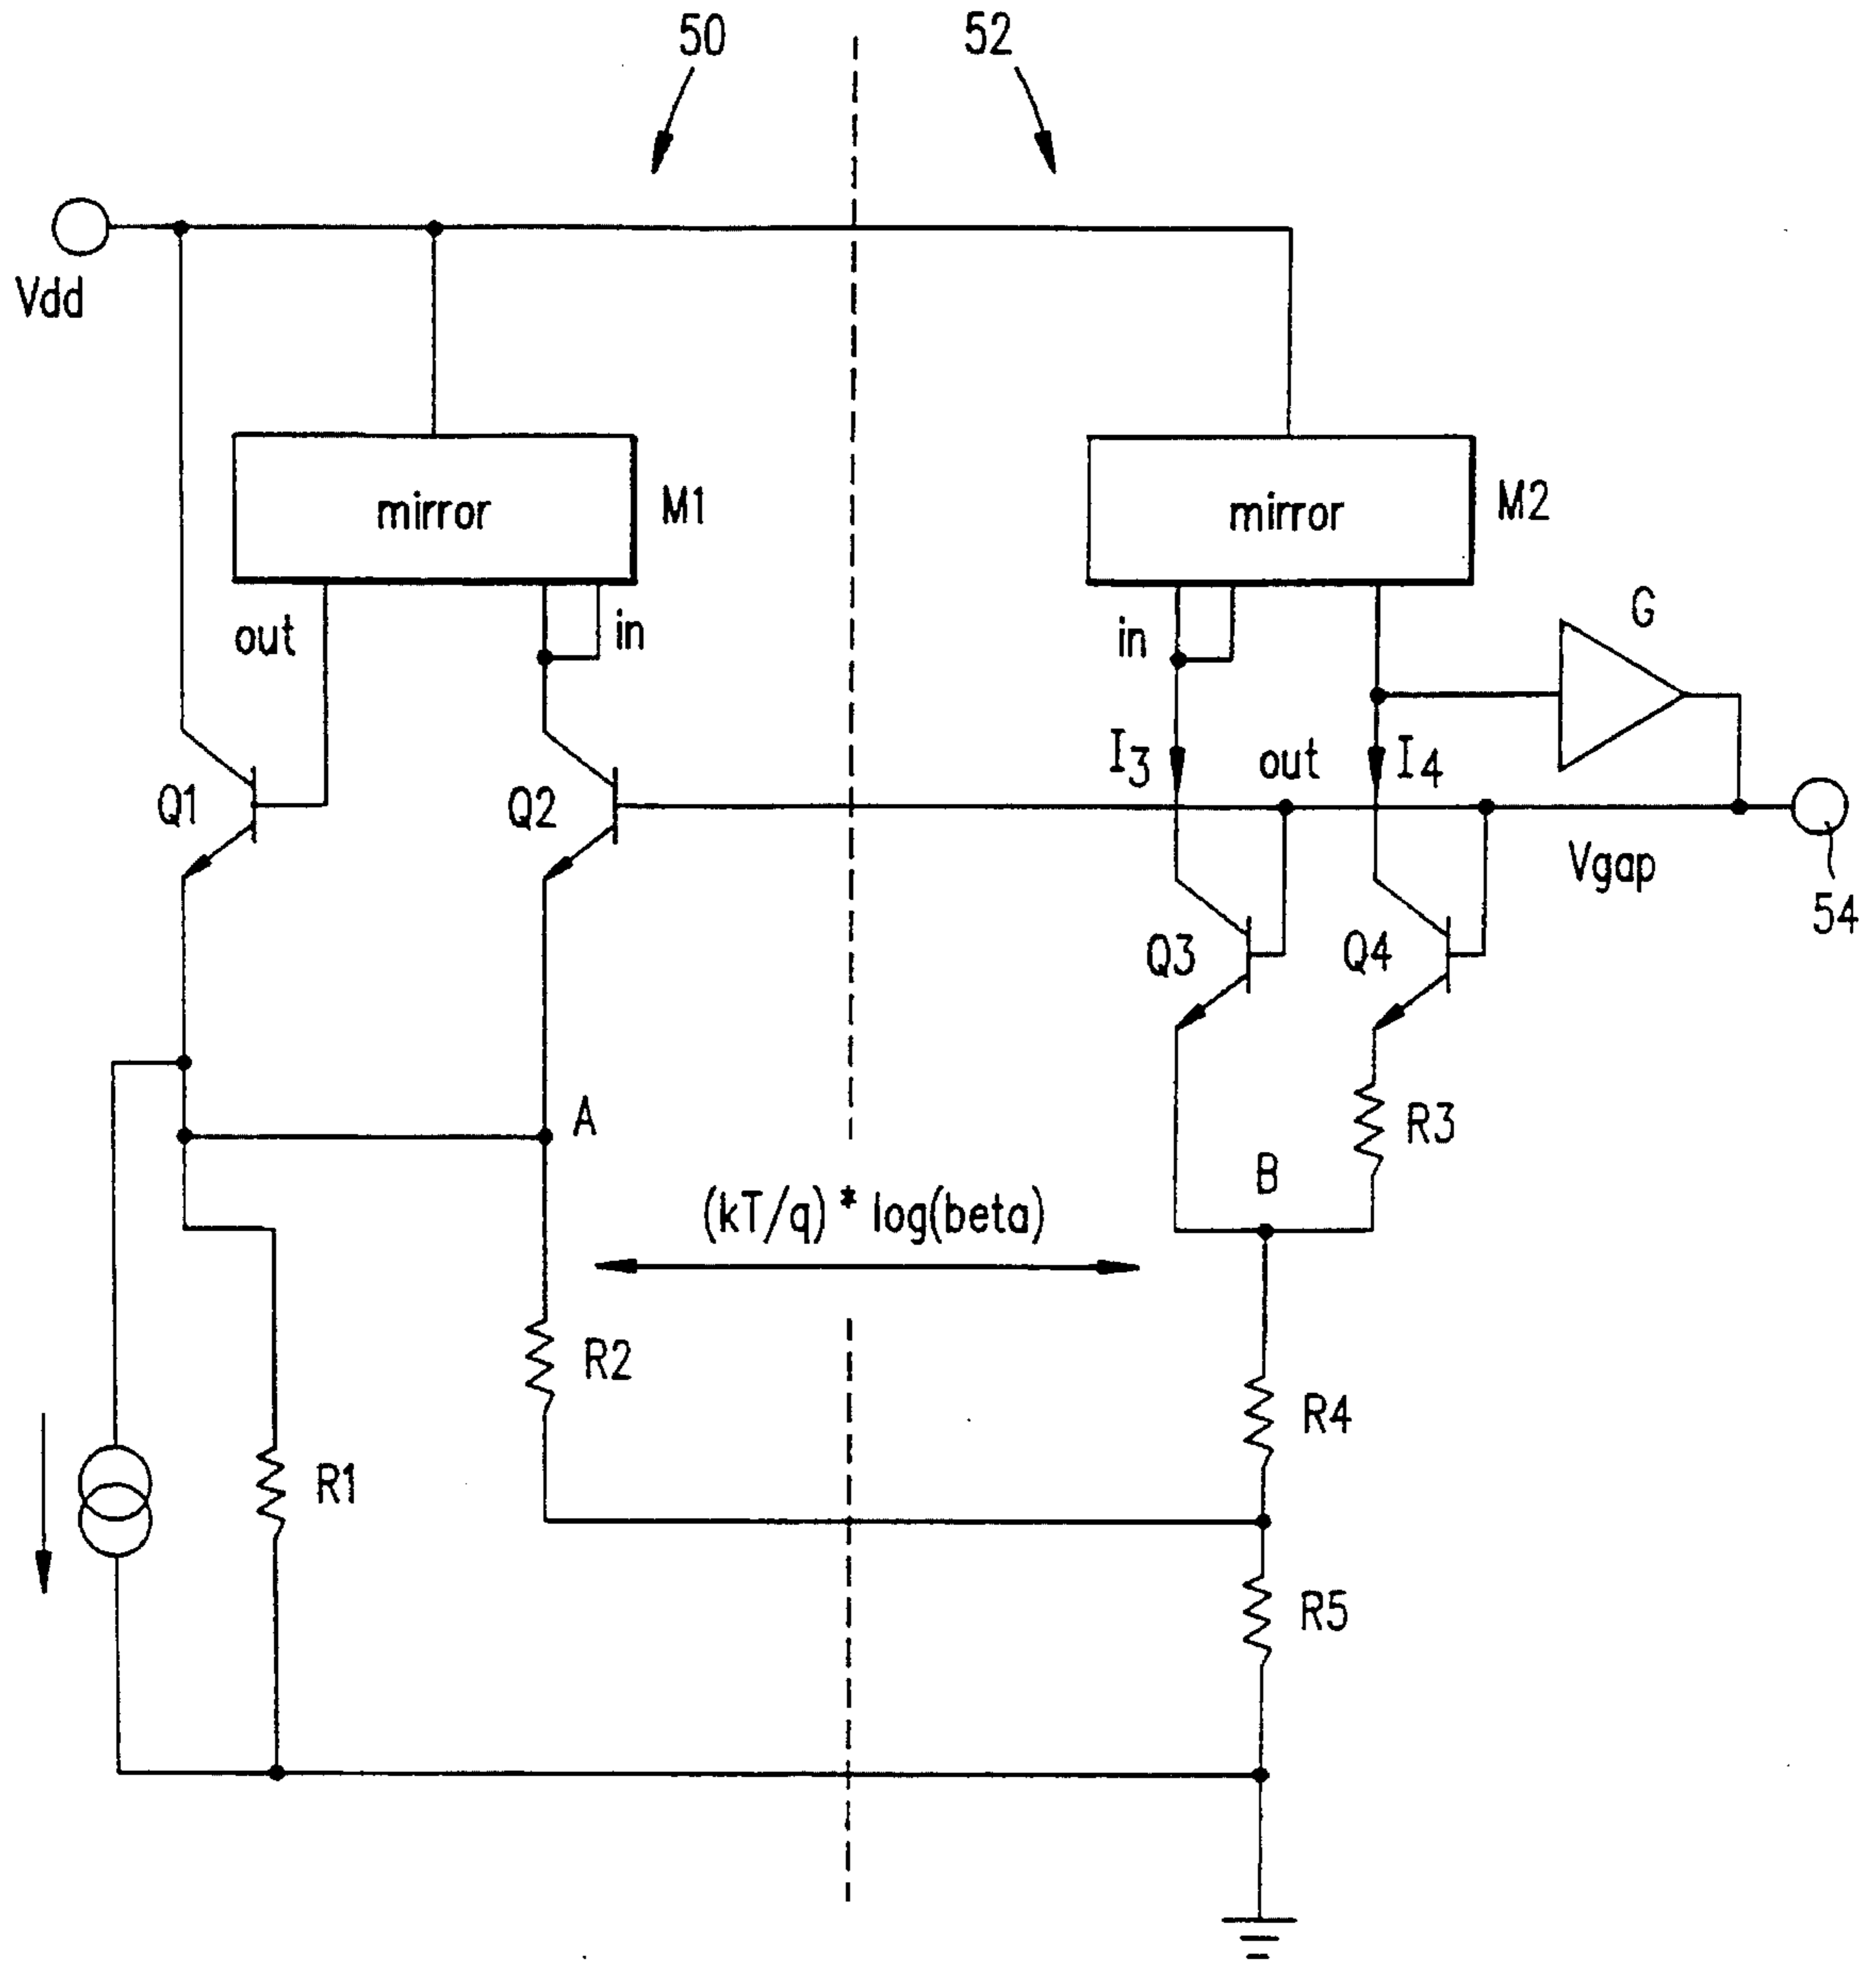 50
52
Vdd
mirror
M1
mirror
M2
out
in
in
G
I3
out
I4
Q1
Q2
Vgap
54
Q3
Q4
A
R3
B
(kT/q) * log(beta)
R2
R4
R1
R5